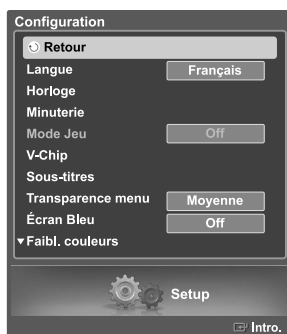 Configuration
Retour
Langue Français
Horloge
Minuterie
Mode Jeu Off
V-Chip
Sous-titres
Transparence menu Moyenne
Écran Bleu Off
▼Faibl. couleurs
Setup
Intro.